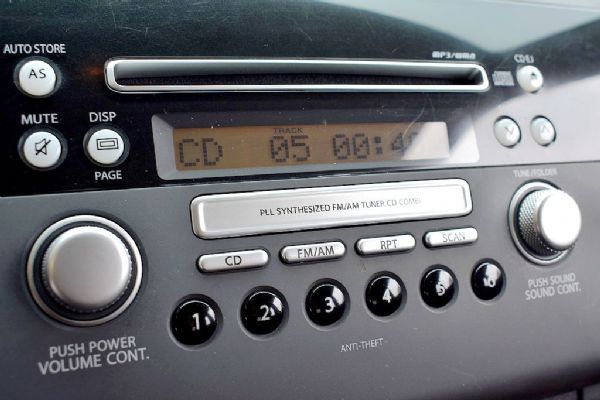 AUTO STORE
AS
MP3/WMA
CD EJ
MUTE
DISP
PAGE
TRACK
CD 05 00:4
PLL SYNTHESIZED FM/AM TUNER CD COMBI
TUNE/FOLDER
CD
FM/AM
RPT
SCAN
1
2
3
4
5
6
PUSH POWER
VOLUME CONT.
PUSH SOUND
SOUND CONT.
ANTI-THEFT